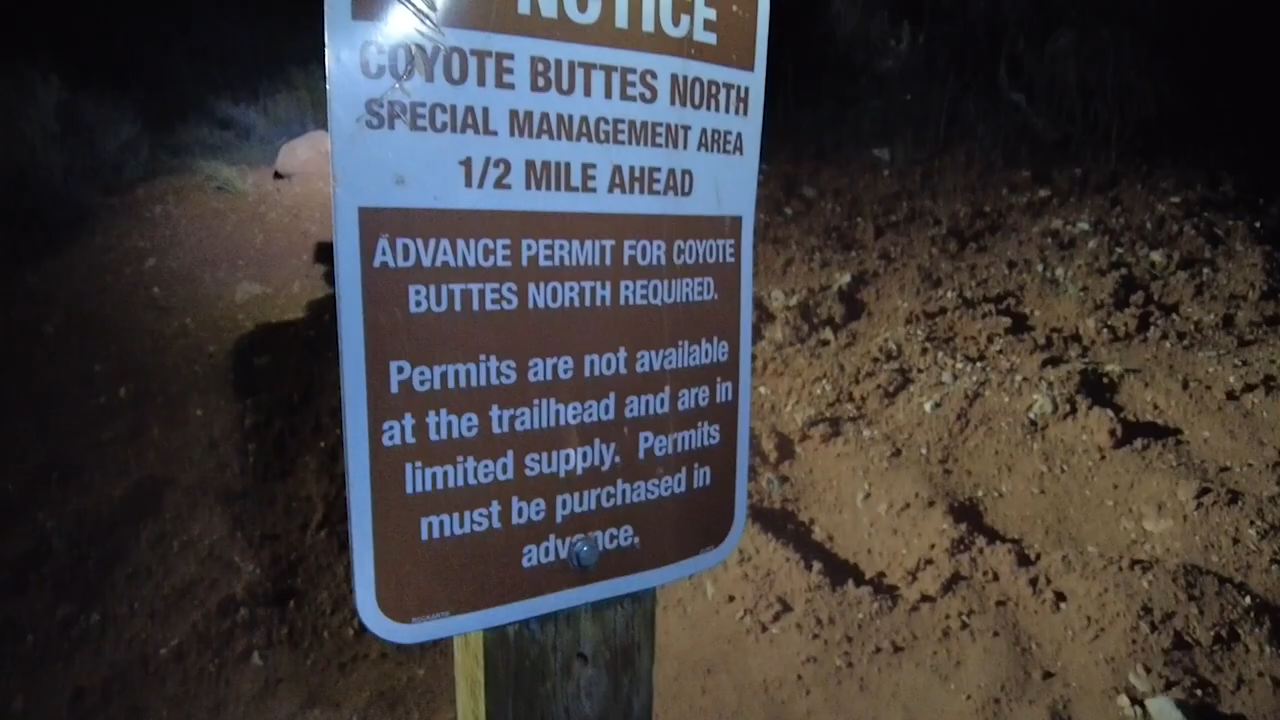 NOTICE
COYOTE BUTTES NORTH
SPECIAL MANAGEMENT AREA
1/2 MILE AHEAD
ADVANCE PERMIT FOR COYOTE
BUTTES NORTH REQUIRED.
Permits are not available
at the trailhead and are in
limited supply. Permits
must be purchased in
advance.